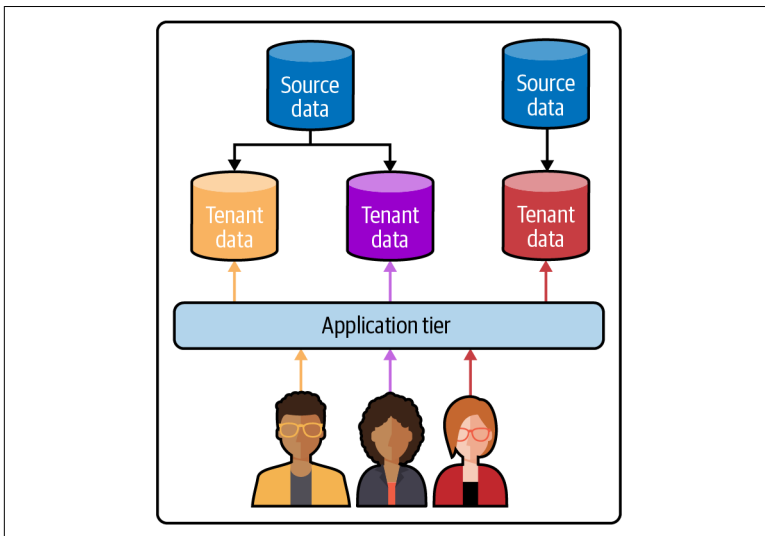 Source
data
Source
data
Tenant
data
Tenant
data
Tenant
data
Application tier